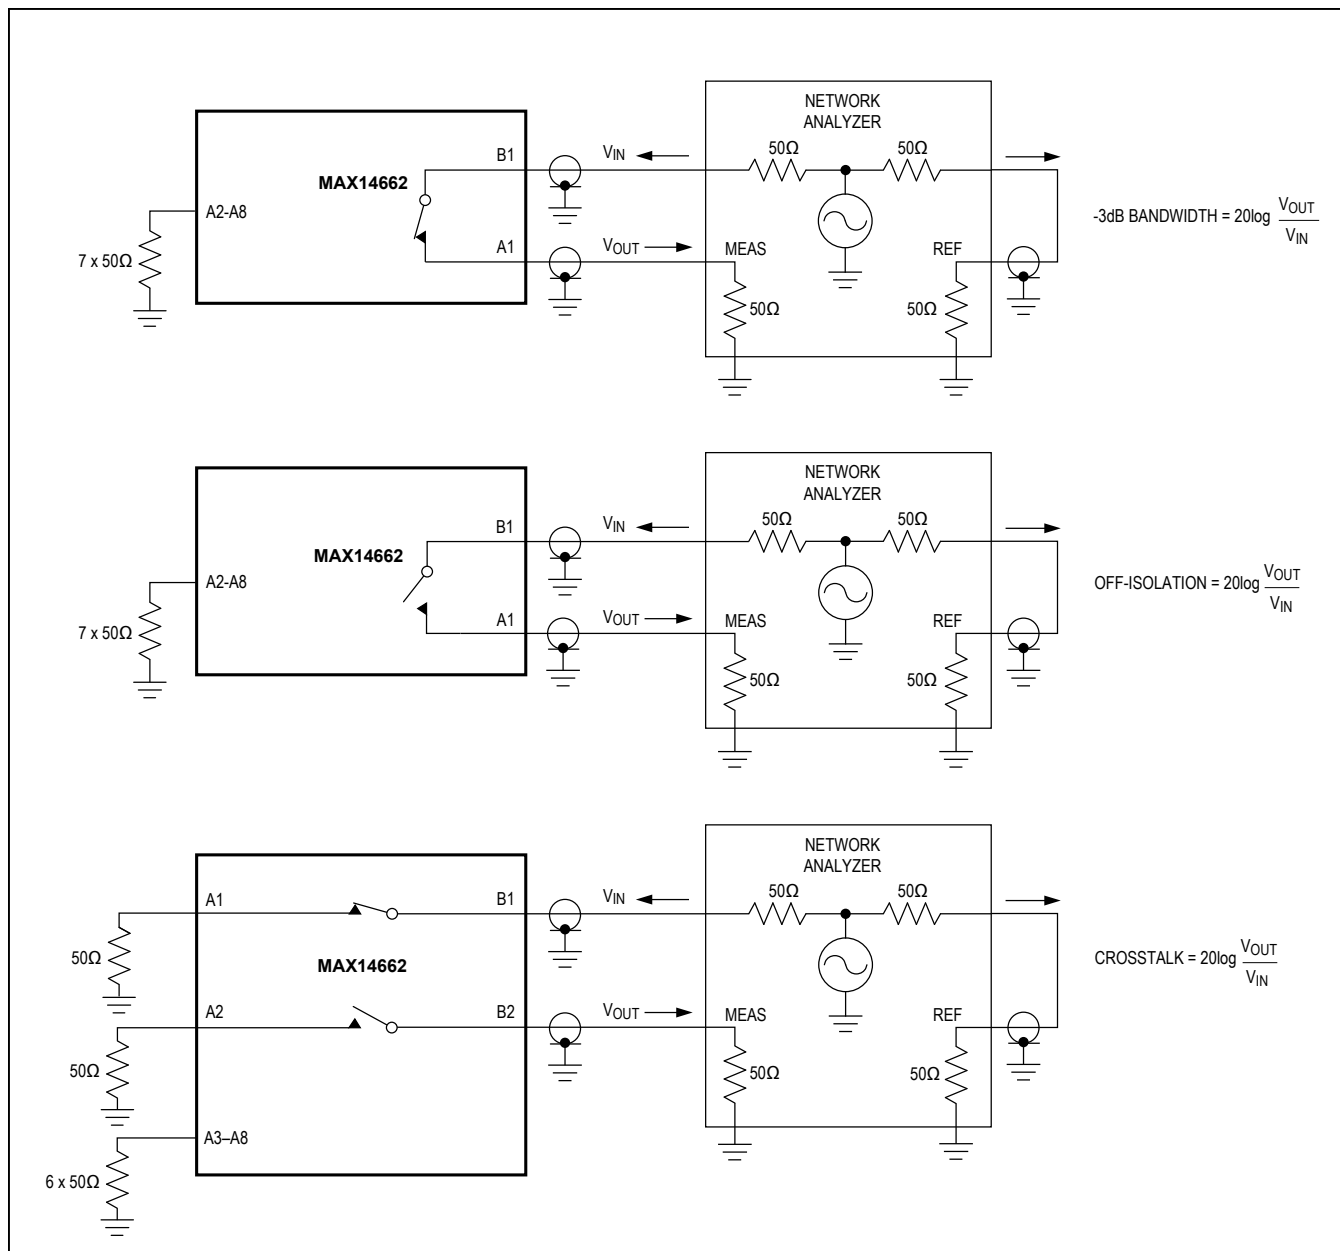 NETWORK
ANALYZER
50Ω
50Ω
B1
VIN
MAX14662
A2-A8
7 x 50Ω
A1
VOUT
MEAS
REF
50Ω
50Ω
-3dB BANDWIDTH = 20log VOUT
VIN
NETWORK
ANALYZER
50Ω
50Ω
B1
VIN
MAX14662
A2-A8
7 x 50Ω
A1
VOUT
MEAS
REF
50Ω
50Ω
OFF-ISOLATION = 20log VOUT
VIN
NETWORK
ANALYZER
50Ω
50Ω
A1
B1
VIN
50Ω
MAX14662
A2
B2
VOUT
MEAS
REF
50Ω
50Ω
50Ω
CROSSTALK = 20log VOUT
VIN
A3–A8
6 x 50Ω